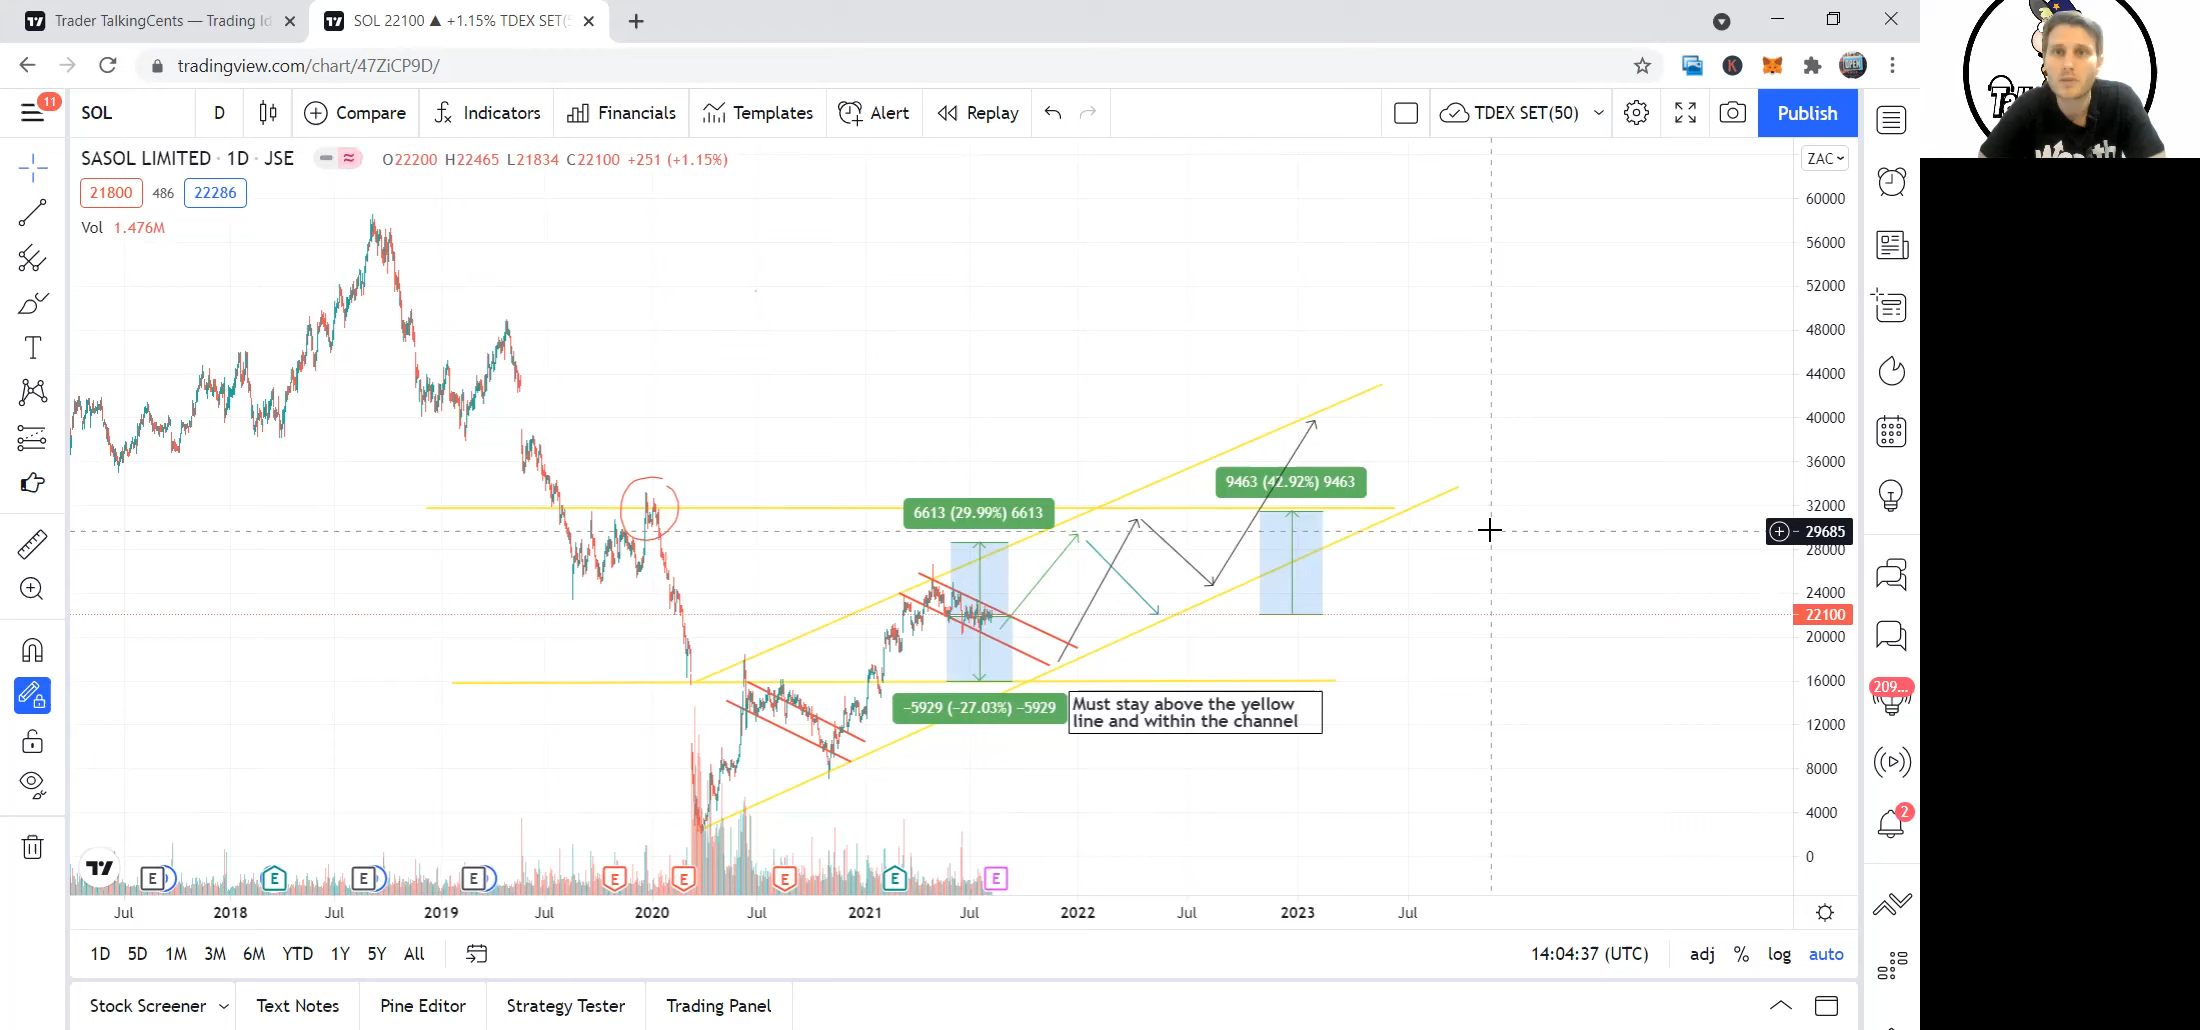 Trader TalkingCents — Trading Id
SOL 22100 ▲ +1.15% TDEX SET(5
tradingview.com/chart/47ZiCP9D/
11
SOL
D
Compare
Indicators
Financials
Templates
Alert
Replay
TDEX SET(50)
Publish
SASOL LIMITED · 1D · JSE
O22200 H22465 L21834 C22100 +251 (+1.15%)
ZAC
21800 486 22286
Vol 1.476M
60000
56000
52000
48000
44000
40000
36000
32000
29685
28000
24000
22100
20000
16000
12000
8000
4000
0
9463 (42.92%) 9463
6613 (29.99%) 6613
−5929 (−27.03%) −5929
Must stay above the yellow
line and within the channel
E E E E E E E E E
Jul 2018 Jul 2019 Jul 2020 Jul 2021 Jul 2022 Jul 2023 Jul
1D 5D 1M 3M 6M YTD 1Y 5Y All
14:04:37 (UTC)
adj % log auto
Stock Screener
Text Notes
Pine Editor
Strategy Tester
Trading Panel
209...
2
K
OPEN